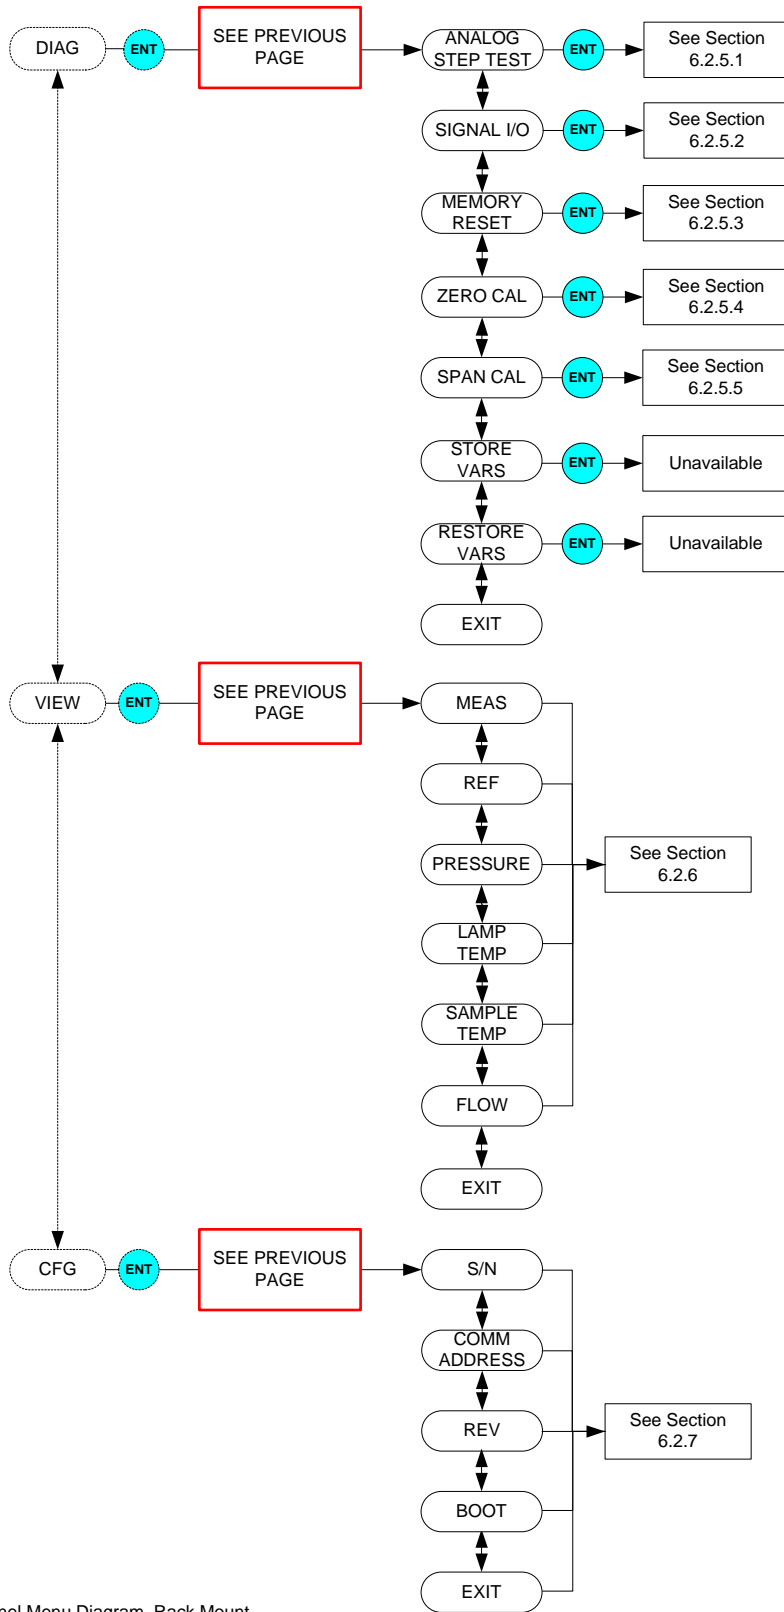 DIAG
ENT
SEE PREVIOUS
PAGE
ANALOG
STEP TEST
ENT
See Section
6.2.5.1
SIGNAL I/O
ENT
See Section
6.2.5.2
MEMORY
RESET
ENT
See Section
6.2.5.3
ZERO CAL
ENT
See Section
6.2.5.4
SPAN CAL
ENT
See Section
6.2.5.5
STORE
VARS
ENT
Unavailable
RESTORE
VARS
ENT
Unavailable
EXIT
VIEW
ENT
SEE PREVIOUS
PAGE
MEAS
REF
PRESSURE
See Section
6.2.6
LAMP
TEMP
SAMPLE
TEMP
FLOW
EXIT
CFG
ENT
SEE PREVIOUS
PAGE
S/N
COMM
ADDRESS
REV
See Section
6.2.7
BOOT
EXIT
Menu Diagram, Rack Mount